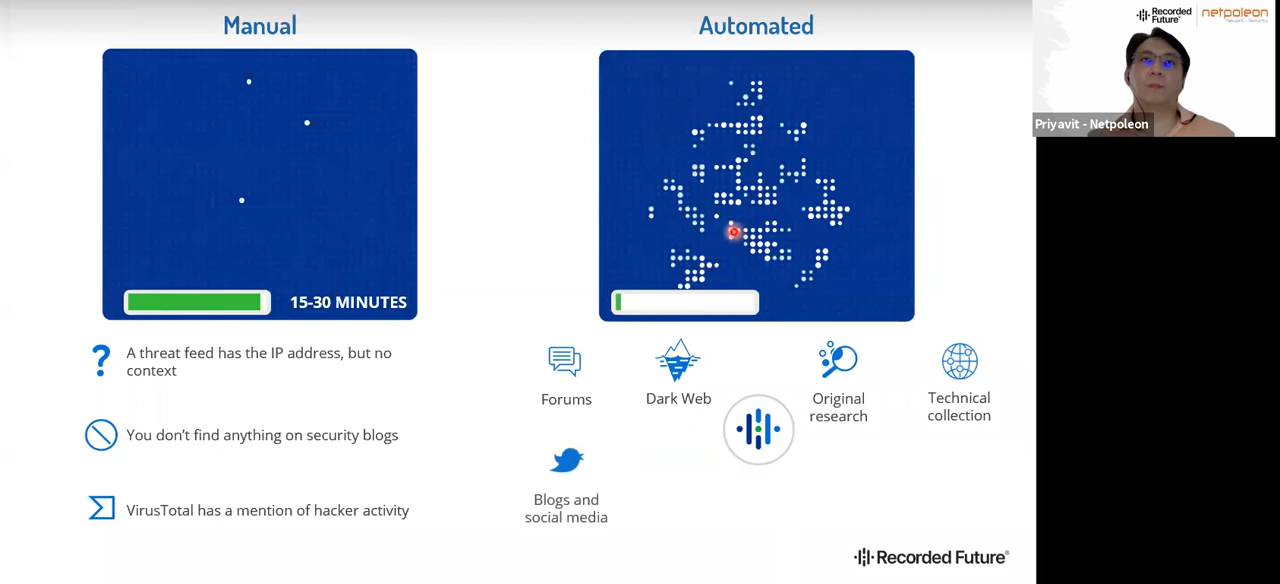 Manual
Automated
Recorded
Future®
netpoleon
Network + Security
Priyavit - Netpoleon
15-30 MINUTES
A threat feed has the IP address, but no
context
You don't find anything on security blogs
VirusTotal has a mention of hacker activity
Forums
Dark Web
Original
research
Technical
collection
Blogs and
social media
Recorded Future®